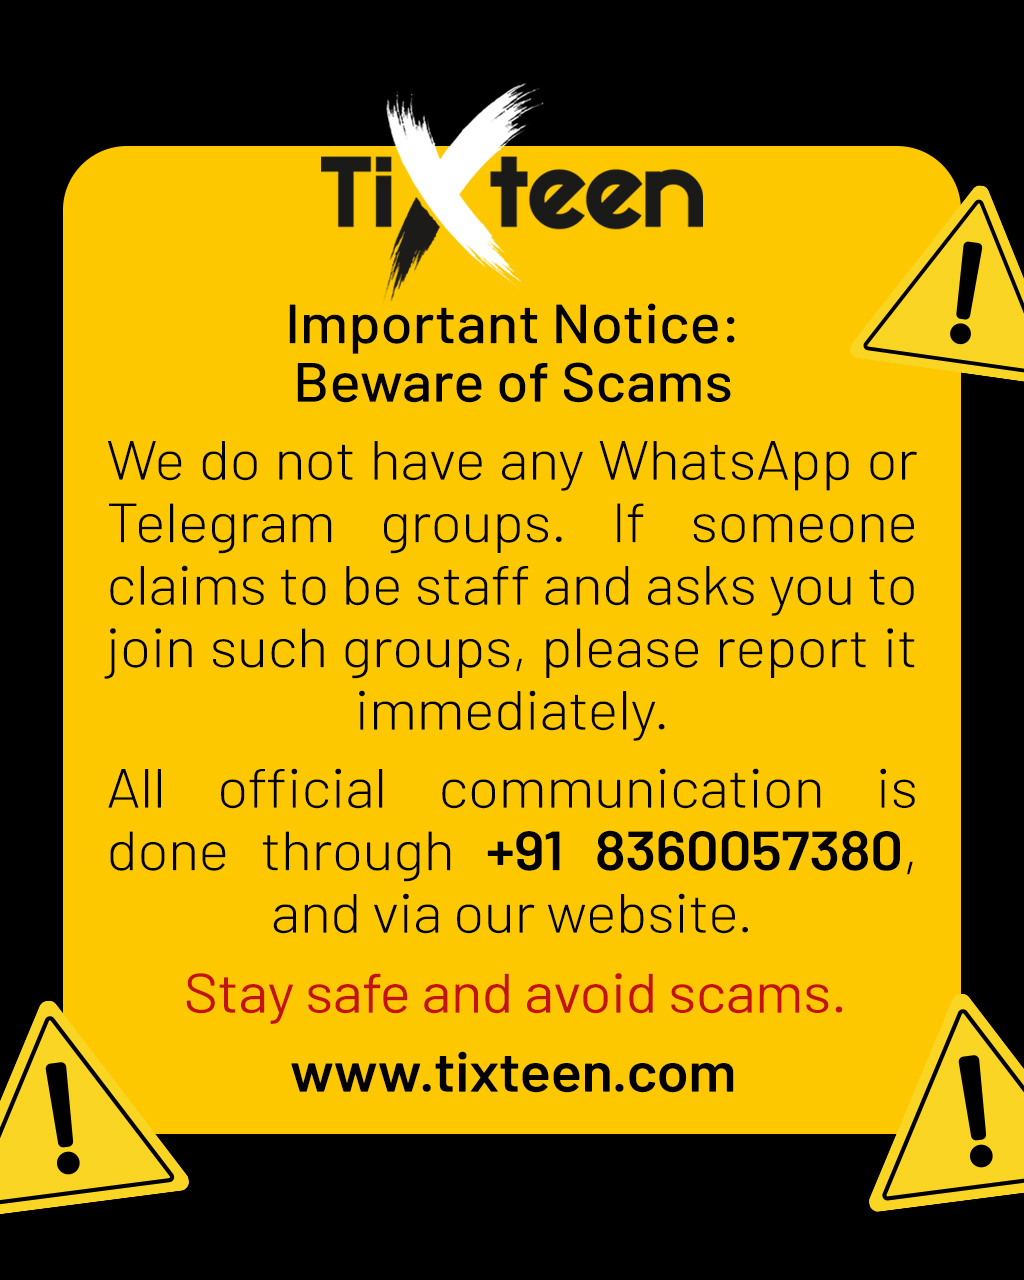 TiXteen
Important Notice:
Beware of Scams
We do not have any WhatsApp or
Telegram groups. If someone
claims to be staff and asks you to
join such groups, please report it
immediately.
All official communication is
done through +91 8360057380,
and via our website.
Stay safe and avoid scams.
www.tixteen.com